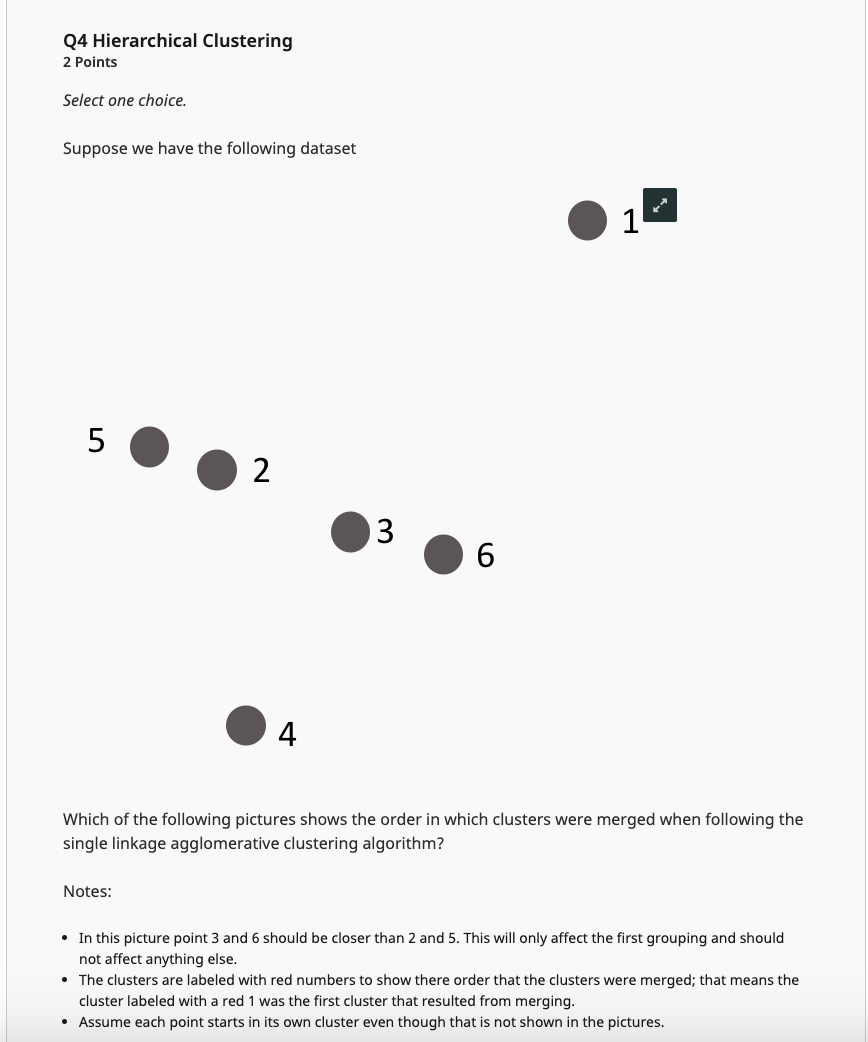 Q4 Hierarchical Clustering
2 Points
Select one choice.
Suppose we have the following dataset
1
5
2
3
6
4
Which of the following pictures shows the order in which clusters were merged when following the
single linkage agglomerative clustering algorithm?
Notes:
• In this picture point 3 and 6 should be closer than 2 and 5. This will only affect the first grouping and should
not affect anything else.
• The clusters are labeled with red numbers to show there order that the clusters were merged; that means the
cluster labeled with a red 1 was the first cluster that resulted from merging.
• Assume each point starts in its own cluster even though that is not shown in the pictures.